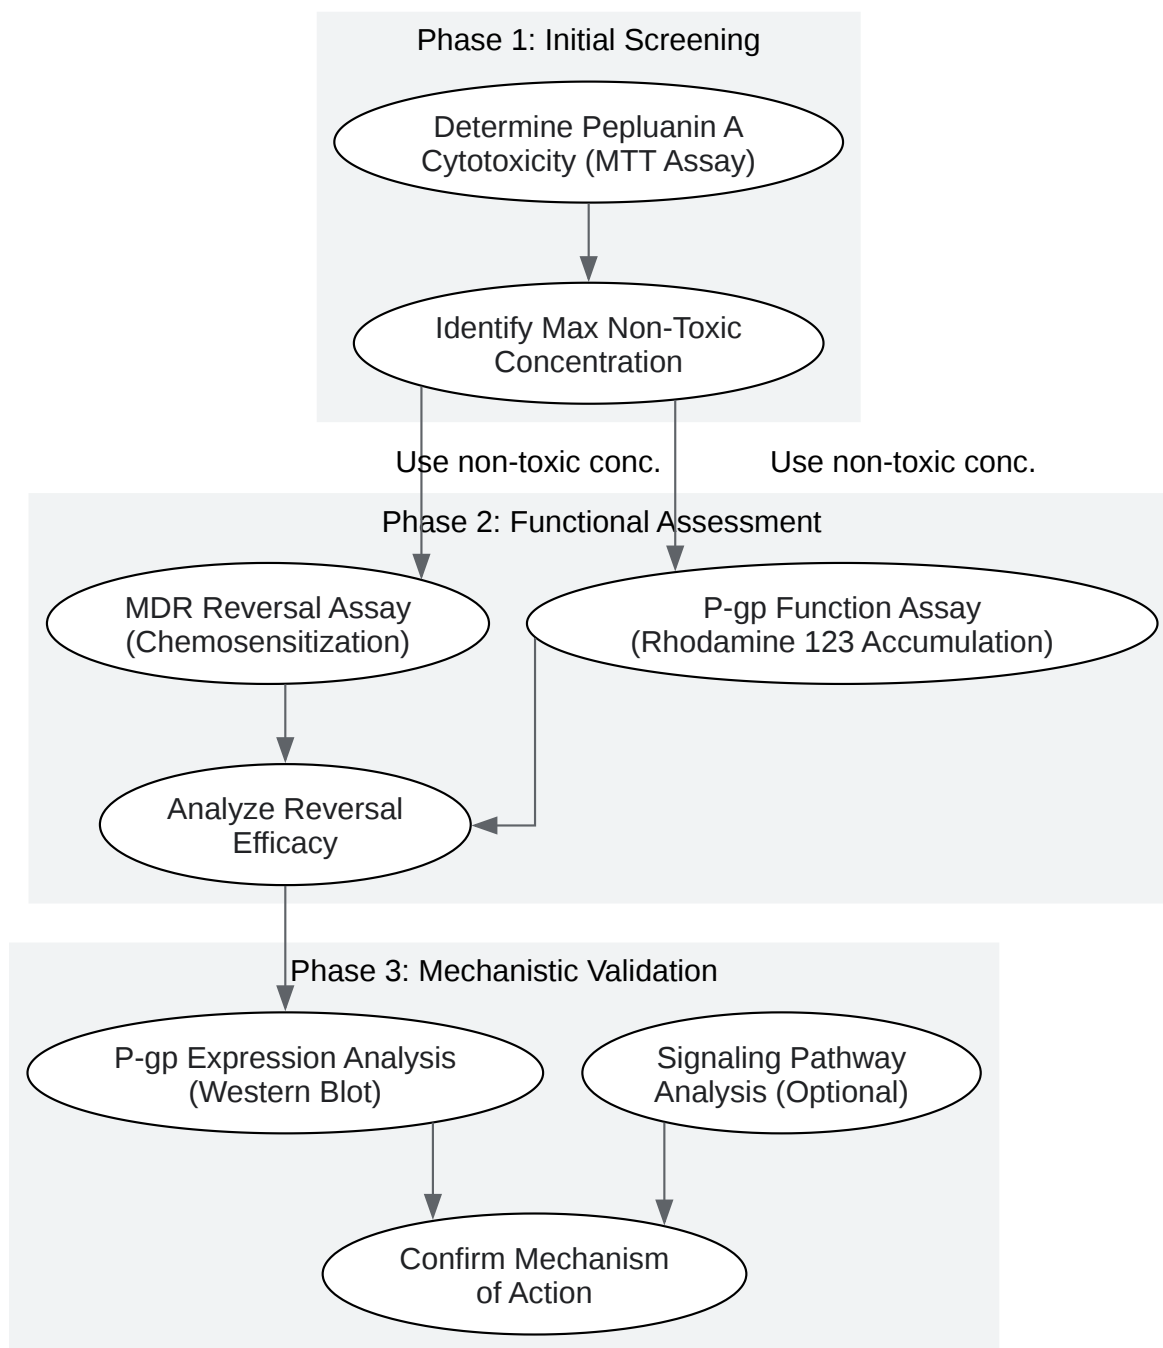 Phase 1: Initial Screening
Determine Pepluanin A
Cytotoxicity (MTT Assay)
Identify Max Non-Toxic
Concentration
Use non-toxic conc.
Use non-toxic conc.
Phase 2: Functional Assessment
MDR Reversal Assay
(Chemosensitization)
P-gp Function Assay
(Rhodamine 123 Accumulation)
Analyze Reversal
Efficacy
Phase 3: Mechanistic Validation
P-gp Expression Analysis
(Western Blot)
Signaling Pathway
Analysis (Optional)
Confirm Mechanism
of Action